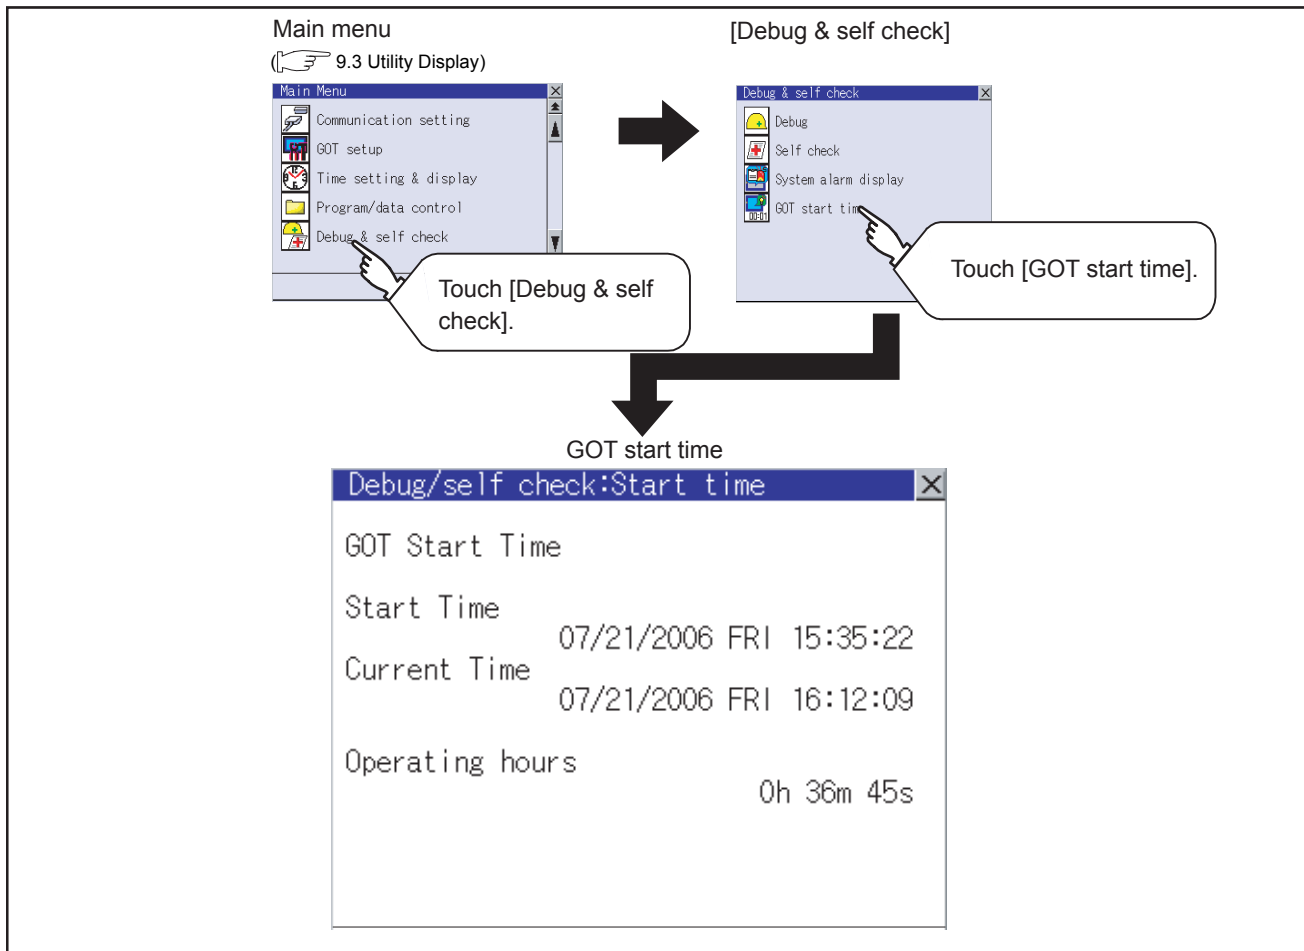 Main menu
( 9.3 Utility Display)
Main Menu
Communication setting
GOT setup
Time setting & display
Program/data control
Debug & self check
Touch [Debug & self
check].
[Debug & self check]
Debug & self check
Debug
Self check
System alarm display
00:01
GOT start time
Touch [GOT start time].
GOT start time
Debug/self check:Start time
GOT Start Time
Start Time
07/21/2006 FRI 15:35:22
Current Time
07/21/2006 FRI 16:12:09
Operating hours
0h 36m 45s